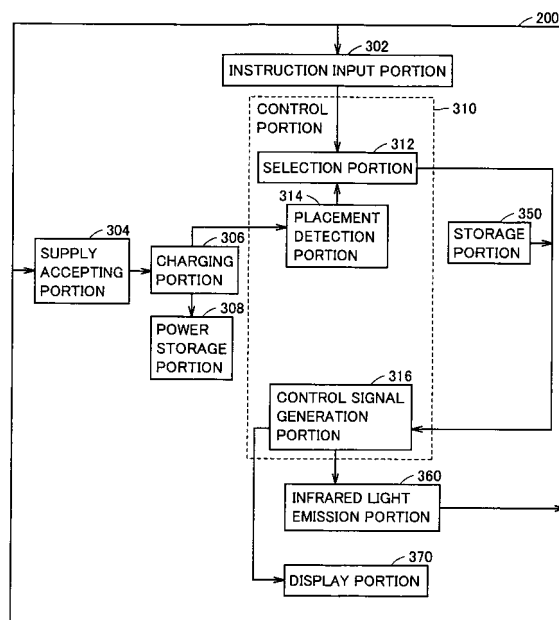 200
302
INSTRUCTION INPUT PORTION
310
CONTROL
PORTION
312
SELECTION PORTION
314
PLACEMENT
DETECTION
PORTION
350
STORAGE
PORTION
304
SUPPLY
ACCEPTING
PORTION
306
CHARGING
PORTION
308
POWER
STORAGE
PORTION
316
CONTROL SIGNAL
GENERATION
PORTION
360
INFRARED LIGHT
EMISSION PORTION
370
DISPLAY PORTION